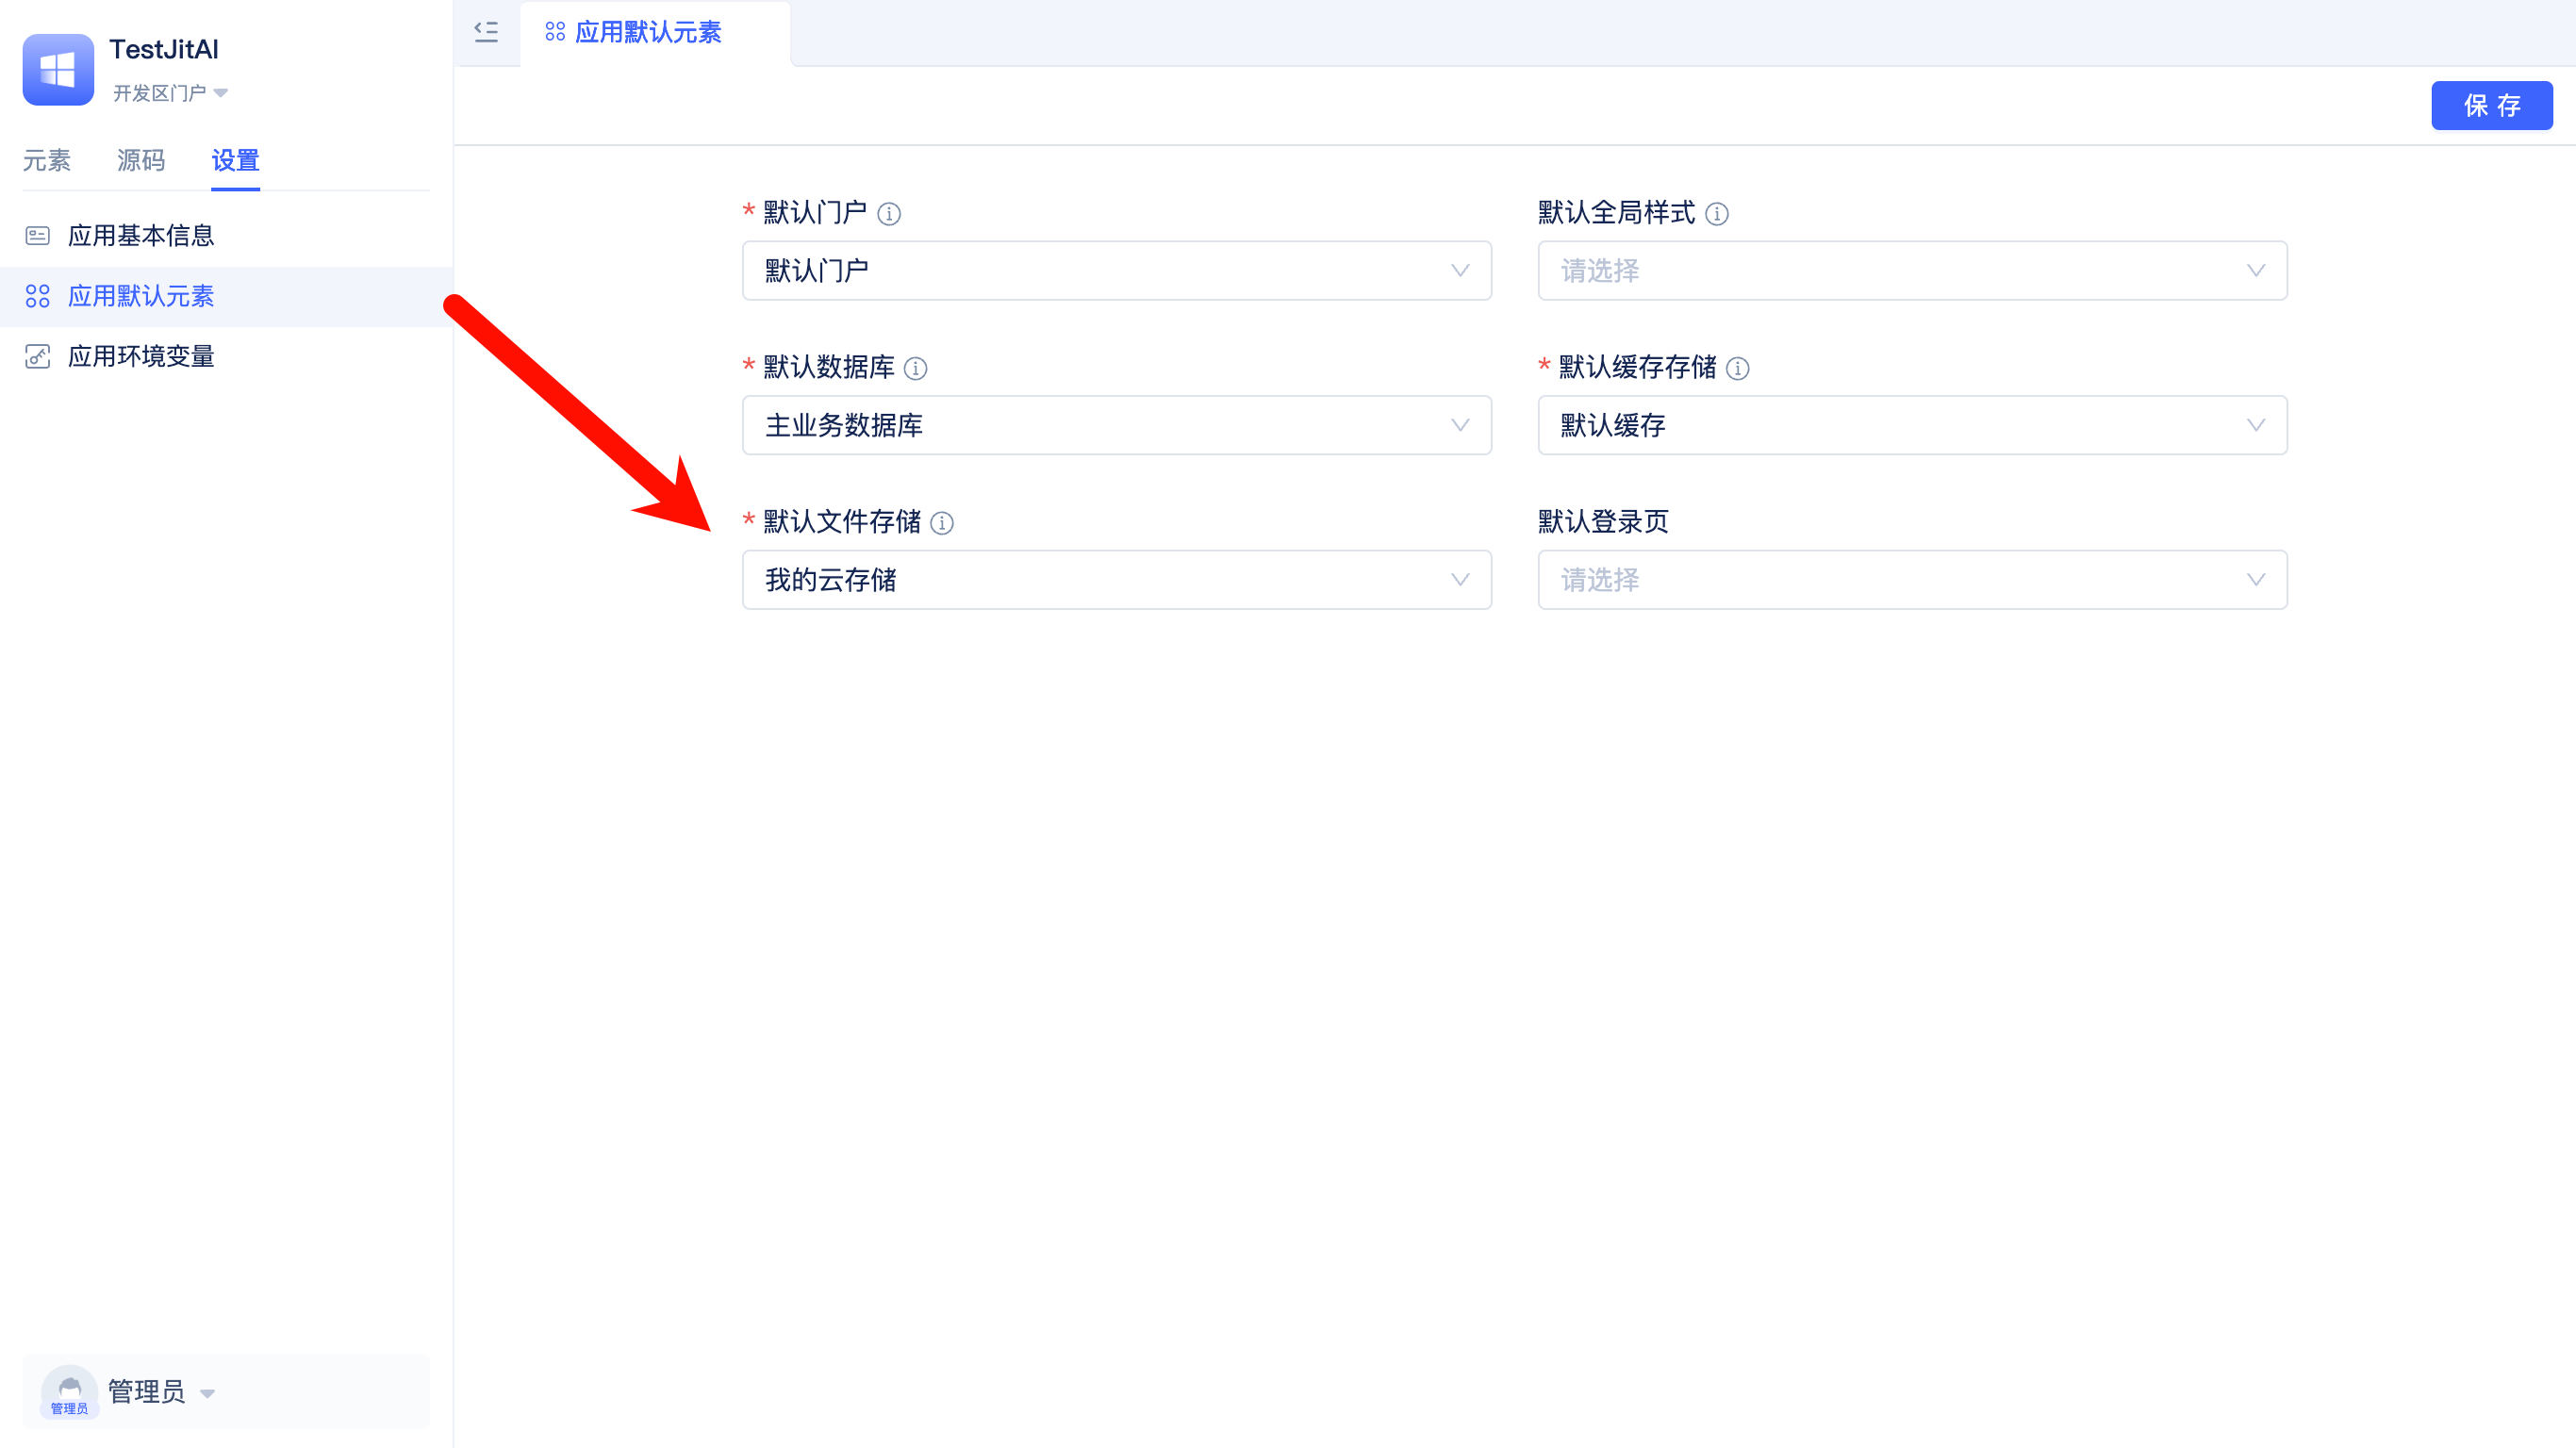 TestJitAI
开发区门户
元素 源码 设置
应用基本信息
应用默认元素
应用环境变量
管理员
管理员
应用默认元素
保 存
* 默认门户
默认门户
默认全局样式
请选择
* 默认数据库
主业务数据库
* 默认缓存存储
默认缓存
* 默认文件存储
我的云存储
默认登录页
请选择